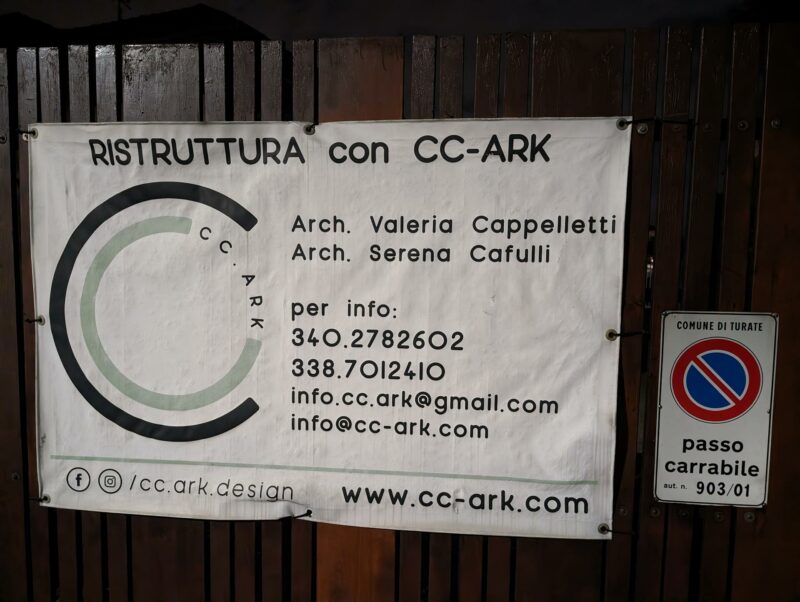 RISTRUTTURA con CC-ARK
CC.ARK
Arch. Valeria Cappelletti
Arch. Serena Cafulli
per info:
340.2782602
338.7012410
info.cc.ark@gmail.com
info@cc-ark.com
f /cc.ark.design
www.cc-ark.com
COMUNE DI TURATE
passo
carrabile
aut. n. 903/01